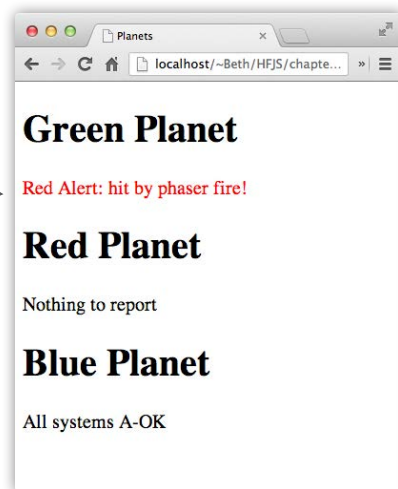 Planets
localhost/~Beth/HFJS/chapte...
Green Planet
Red Alert: hit by phaser fire!
Red Planet
Nothing to report
Blue Planet
All systems A-OK